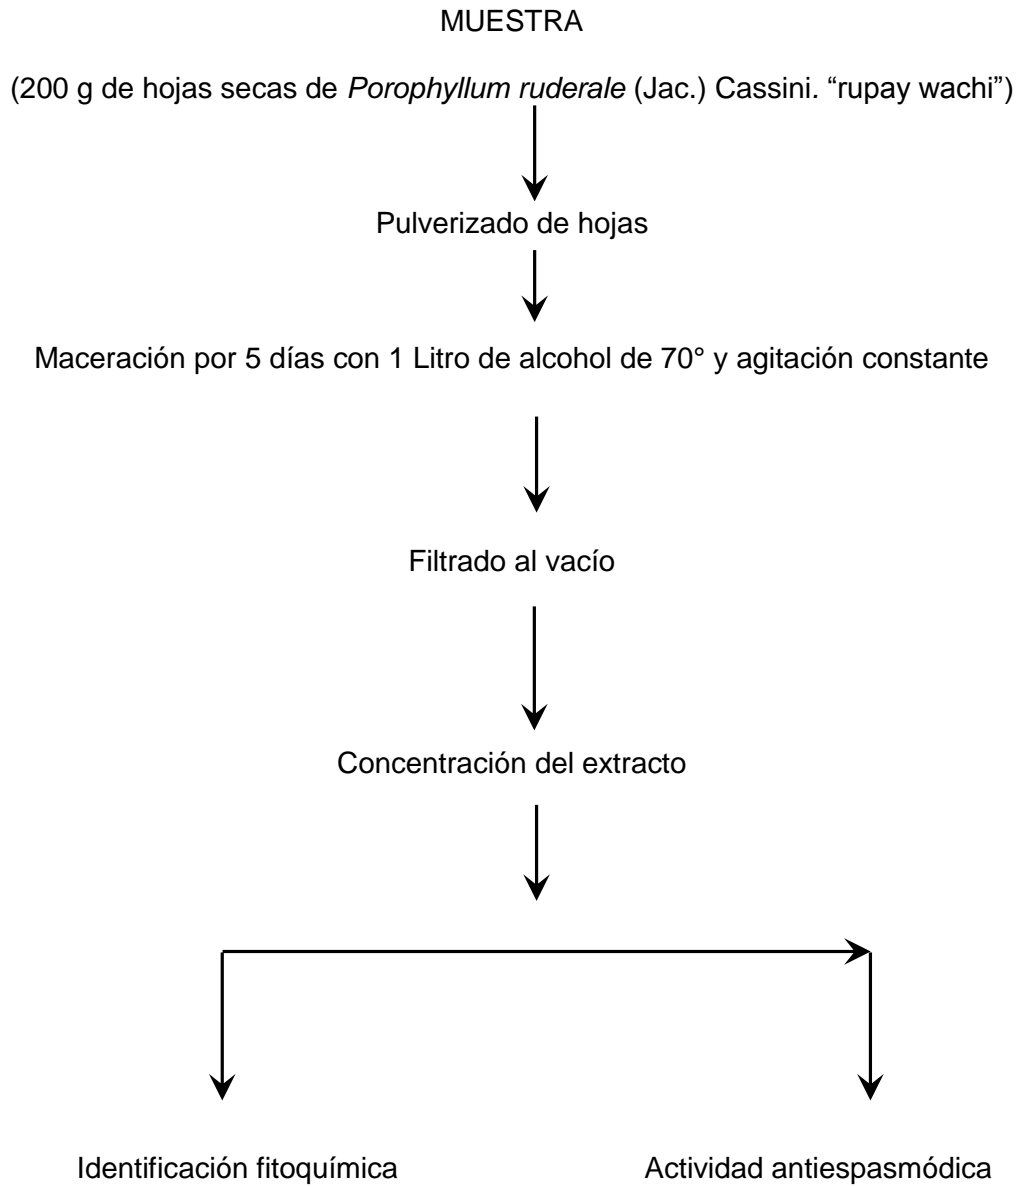 MUESTRA
(200 g de hojas secas de Porophyllum ruderale (Jac.) Cassini. “rupay wachi”)
Pulverizado de hojas
Maceración por 5 días con 1 Litro de alcohol de 70° y agitación constante
Filtrado al vacío
Concentración del extracto
Identificación fitoquímica
Actividad antiespasmódica